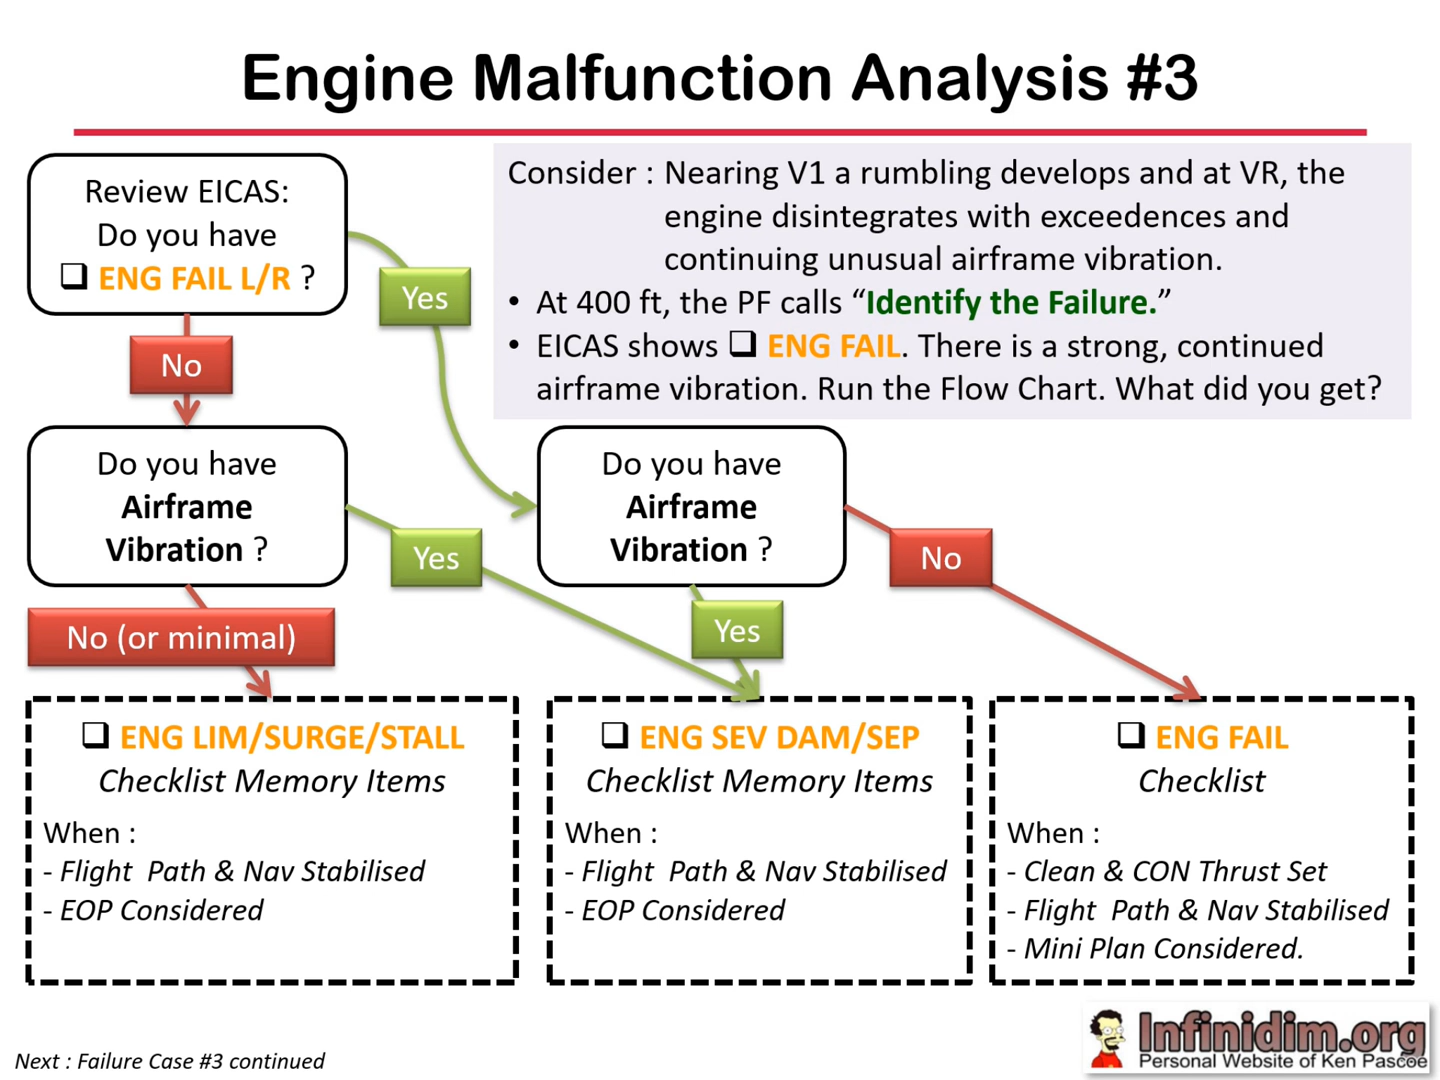 Engine Malfunction Analysis #3
Review EICAS:
Do you have
❑ ENG FAIL L/R ?
Consider : Nearing V1 a rumbling develops and at VR, the
engine disintegrates with exceedences and
continuing unusual airframe vibration.
• At 400 ft, the PF calls “Identify the Failure.”
• EICAS shows ❑ ENG FAIL. There is a strong, continued
airframe vibration. Run the Flow Chart. What did you get?
Yes
No
Do you have
Airframe
Vibration ?
Do you have
Airframe
Vibration ?
Yes
No
Yes
No (or minimal)
❑ ENG LIM/SURGE/STALL
Checklist Memory Items
When :
- Flight Path & Nav Stabilised
- EOP Considered
❑ ENG SEV DAM/SEP
Checklist Memory Items
When :
- Flight Path & Nav Stabilised
- EOP Considered
❑ ENG FAIL
Checklist
When :
- Clean & CON Thrust Set
- Flight Path & Nav Stabilised
- Mini Plan Considered.
Infinidim.org
Personal Website of Ken Pascoe
Next : Failure Case #3 continued